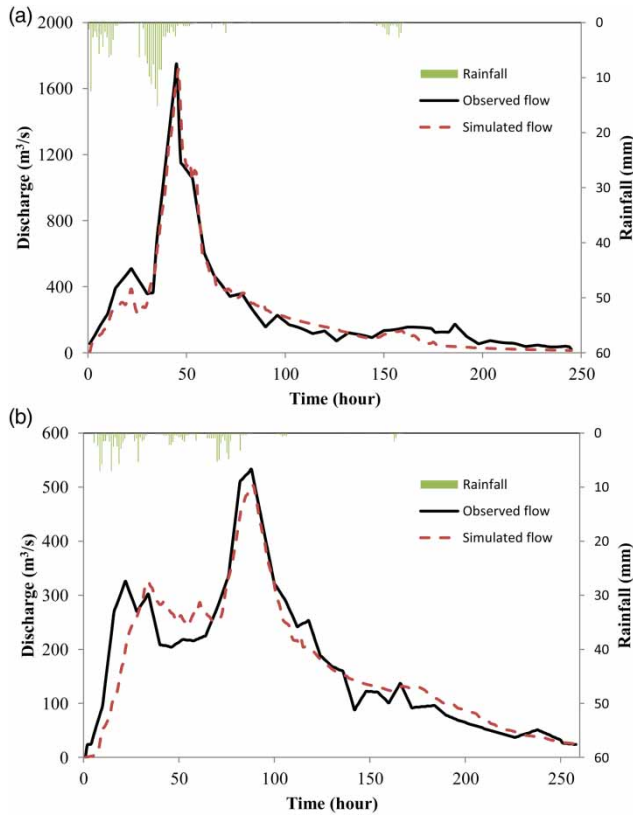 (a)
2000
1600
1200
800
400
0
Discharge (m³/s)
0
10
20
30
40
50
60
Rainfall (mm)
Rainfall
Observed flow
Simulated flow
0
50
100
150
200
250
Time (hour)
(b)
600
500
400
300
200
100
0
Discharge (m³/s)
0
10
20
30
40
50
60
Rainfall (mm)
Rainfall
Observed flow
Simulated flow
0
50
100
150
200
250
Time (hour)